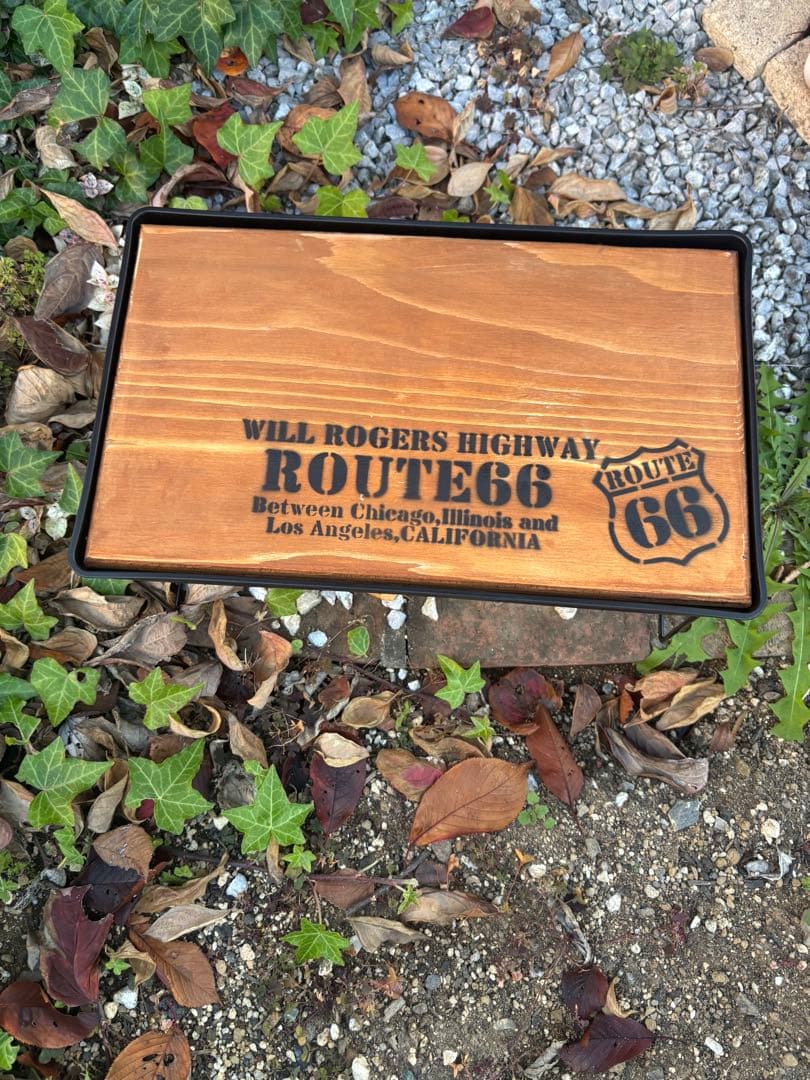 WILL ROGERS HIGHWAY
ROUTE66
Between Chicago,Illinois and
Los Angeles,CALIFORNIA
ROUTE
66